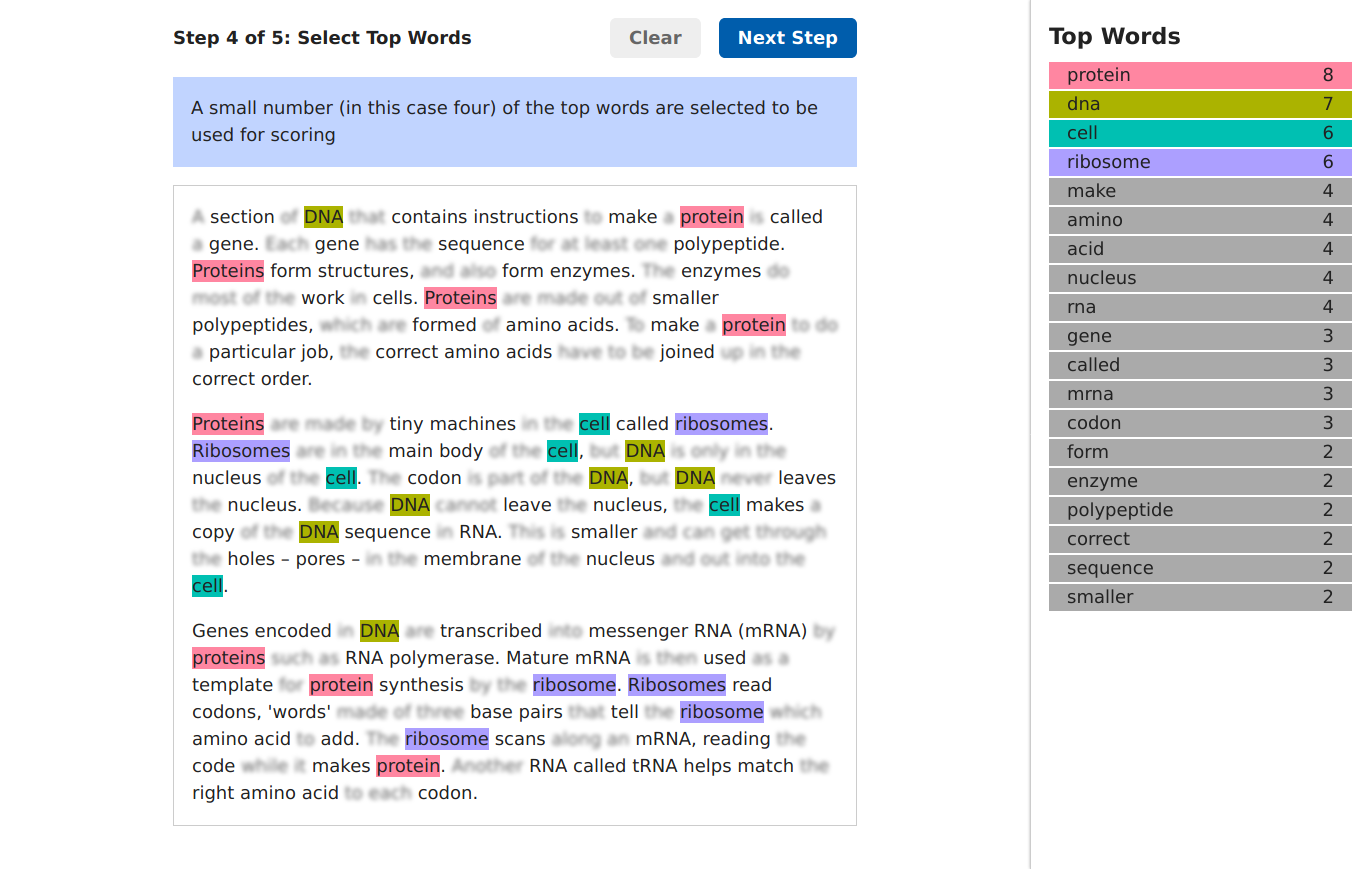 Step 4 of 5: Select Top Words
Clear
Next Step
A small number (in this case four) of the top words are selected to be
used for scoring
A section of DNA that contains instructions to make a protein is called
a gene. Each gene has the sequence for at least one polypeptide.
Proteins form structures, and also form enzymes. The enzymes do
most of the work in cells. Proteins are made out of smaller
polypeptides, which are formed of amino acids. To make a protein to do
a particular job, the correct amino acids have to be joined up in the
correct order.
Proteins are made by tiny machines in the cell called ribosomes.
Ribosomes are in the main body of the cell, but DNA is only in the
nucleus of the cell. The codon is part of the DNA, but DNA never leaves
the nucleus. Because DNA cannot leave the nucleus, the cell makes a
copy of the DNA sequence in RNA. This is smaller and can get through
the holes – pores – in the membrane of the nucleus and out into the
cell.
Genes encoded in DNA are transcribed into messenger RNA (mRNA) by
proteins such as RNA polymerase. Mature mRNA is then used as a
template for protein synthesis by the ribosome. Ribosomes read
codons, 'words' made of three base pairs that tell the ribosome which
amino acid to add. The ribosome scans along an mRNA, reading the
code while it makes protein. Another RNA called tRNA helps match the
right amino acid to each codon.
Top Words
protein 8
dna 7
cell 6
ribosome 6
make 4
amino 4
acid 4
nucleus 4
rna 4
gene 3
called 3
mrna 3
codon 3
form 2
enzyme 2
polypeptide 2
correct 2
sequence 2
smaller 2